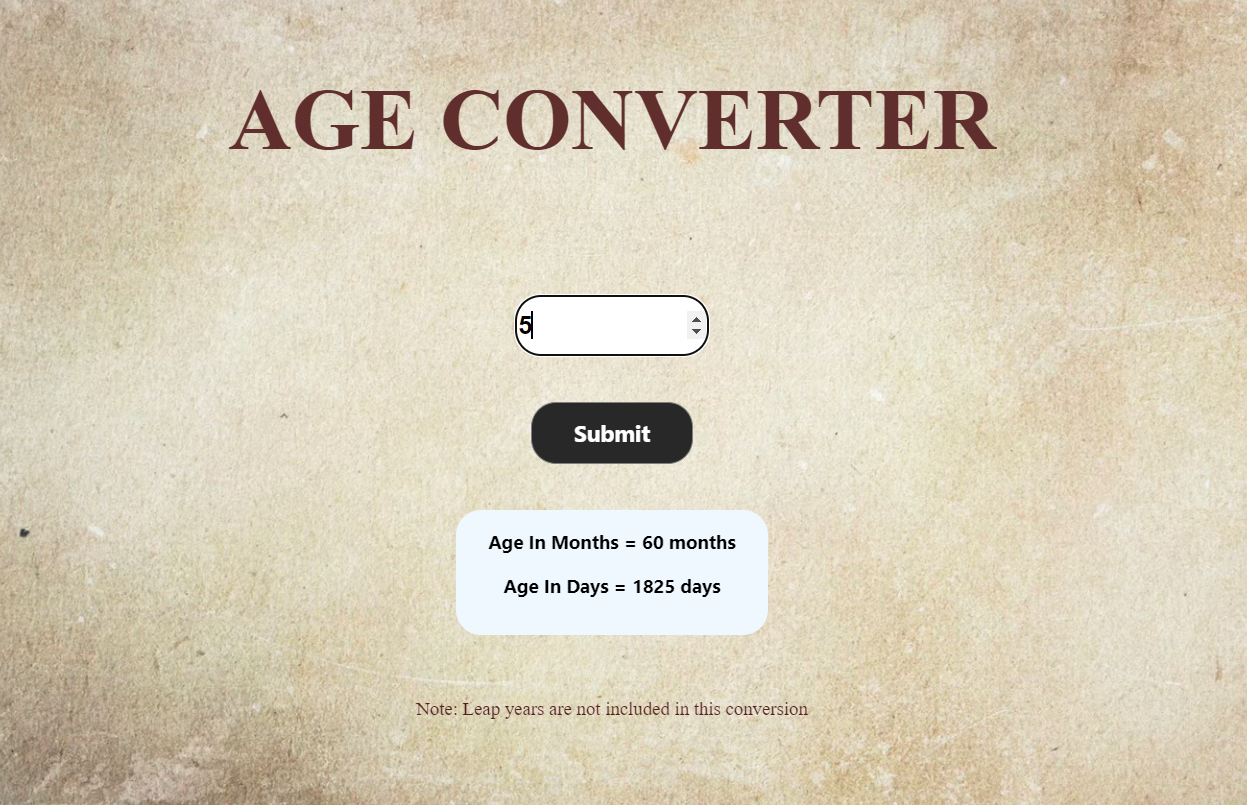 AGE CONVERTER
5
Submit
Age In Months = 60 months
Age In Days = 1825 days
Note: Leap years are not included in this conversion